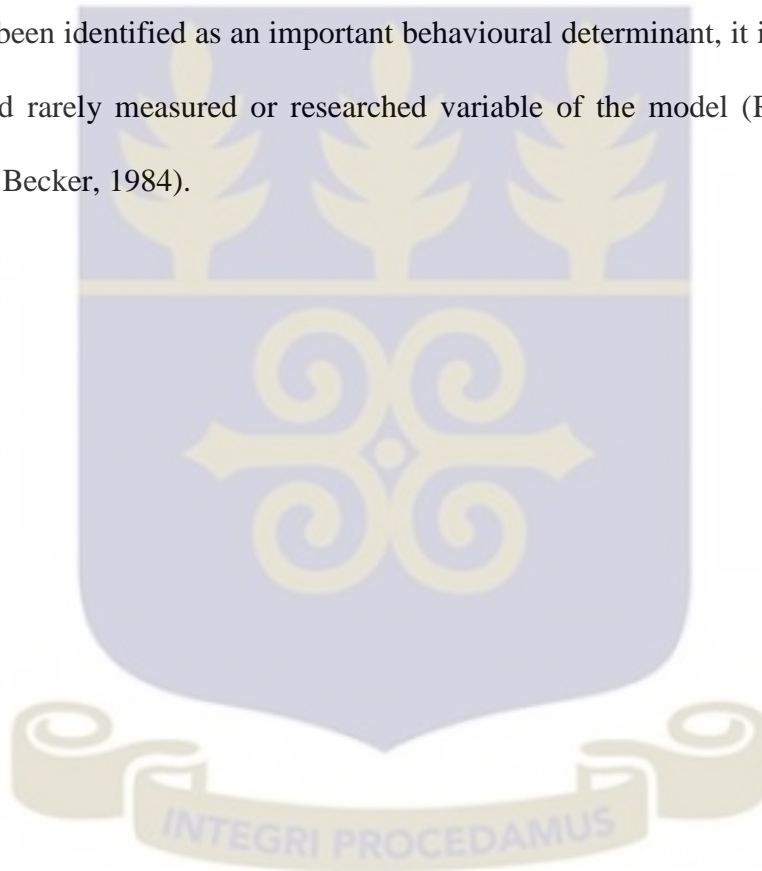 been identified as an important behavioural determinant, it i
d rarely measured or researched variable of the model (
Becker, 1984).
INTEGRI PROCEDAMUS